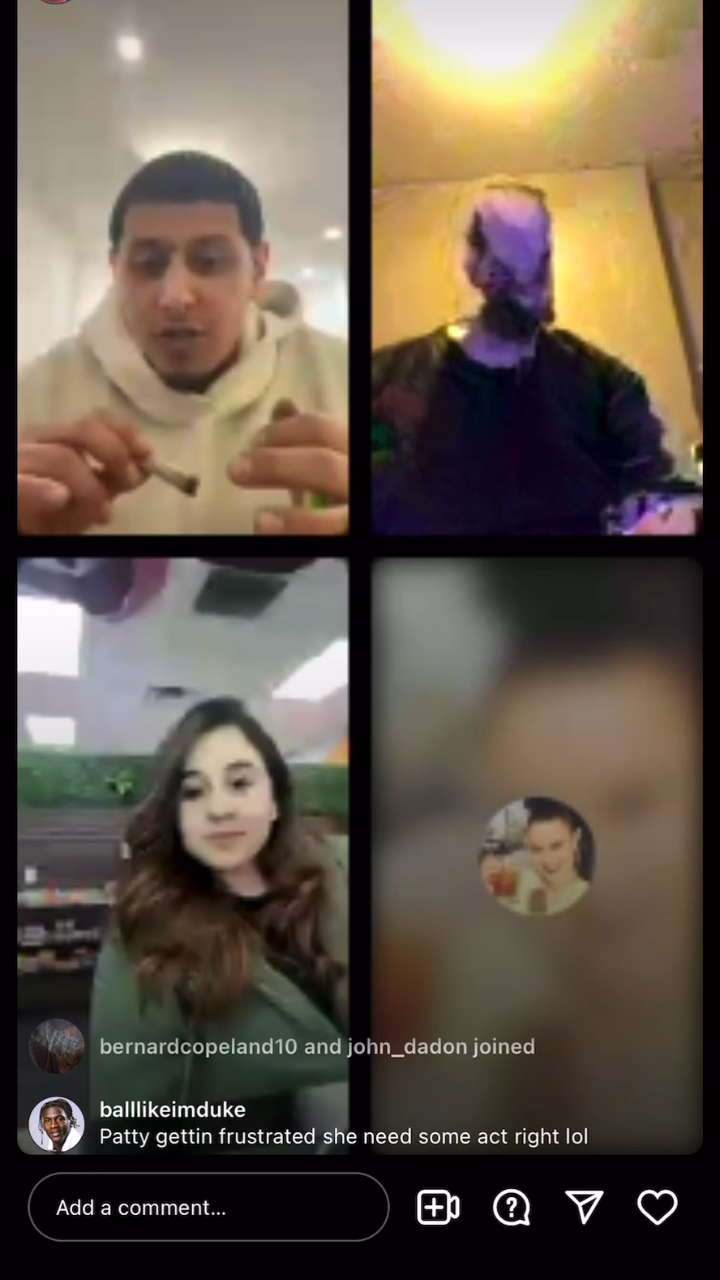 bernardcopeland10 and john_dadon joined
balllikeimduke
Patty gettin frustrated she need some act right lol
Add a comment...